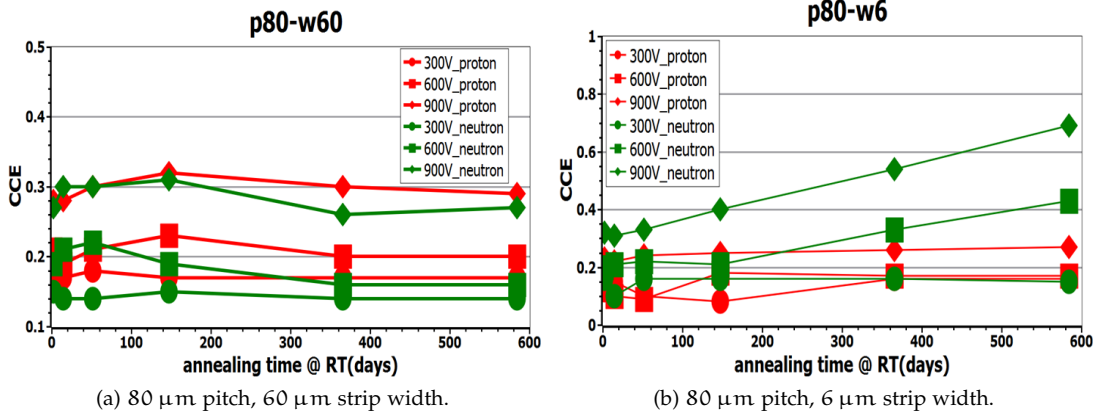 p80-w60
0.5
0.4
0.3
0.2
0.1
CCE
300V_proton
600V_proton
900V_proton
300V_neutron
600V_neutron
900V_neutron
0 100 200 300 400 500 600
annealing time @ RT(days)
(a) 80 μm pitch, 60 μm strip width.
p80-w6
1
0.8
0.6
0.4
0.2
0
CCE
300V_proton
600V_proton
900V_proton
300V_neutron
600V_neutron
900V_neutron
0 100 200 300 400 500 600
annealing time @ RT(days)
(b) 80 μm pitch, 6 μm strip width.